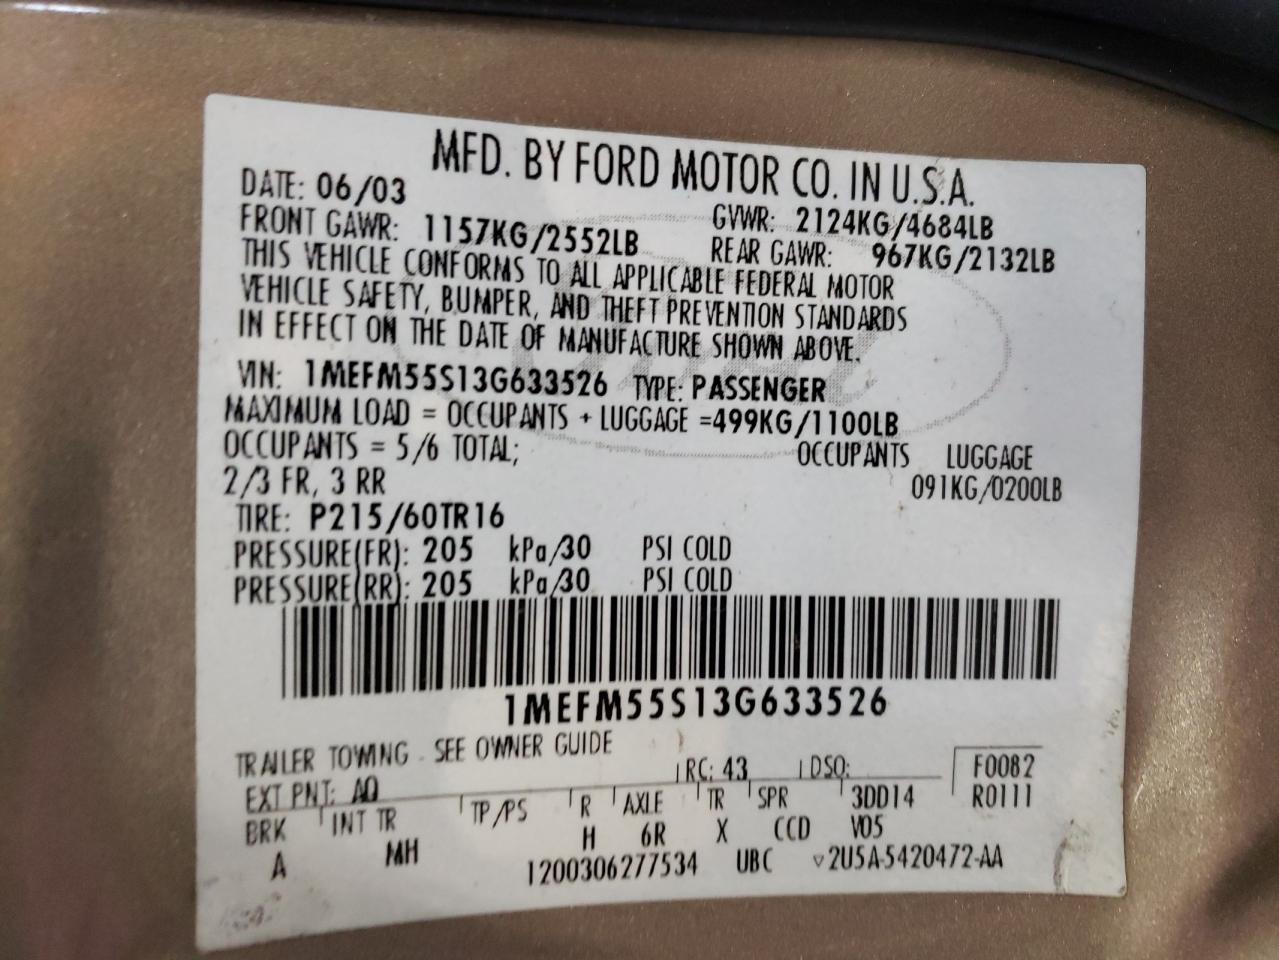 MFD. BY FORD MOTOR CO. IN U.S.A.
DATE: 06/03 GVWR: 2124KG/4684LB
FRONT GAWR: 1157KG/2552LB REAR GAWR: 967KG/2132LB
THIS VEHICLE CONFORMS TO ALL APPLICABLE FEDERAL MOTOR
VEHICLE SAFETY, BUMPER, AND THEFT PREVENTION STANDARDS
IN EFFECT ON THE DATE OF MANUFACTURE SHOWN ABOVE.
VIN: 1MEFM55S13G633526 TYPE: PASSENGER
MAXIMUM LOAD = OCCUPANTS + LUGGAGE =499KG/1100LB
OCCUPANTS = 5/6 TOTAL; OCCUPANTS LUGGAGE
2/3 FR, 3 RR 091KG/0200LB
TIRE: P215/60TR16
PRESSURE(FR): 205 kPa/30 PSI COLD
PRESSURE(RR): 205 kPa/30 PSI COLD
1MEFM55S13G633526
TRAILER TOWING - SEE OWNER GUIDE
EXT PNT: AQ RC: 43 DSO: F0082
BRK INT TR TP/PS R AXLE TR SPR 3DD14 R0111
A MH H 6R X CCD V05
1200306277534 UBC ▽2U5A-5420472-AA